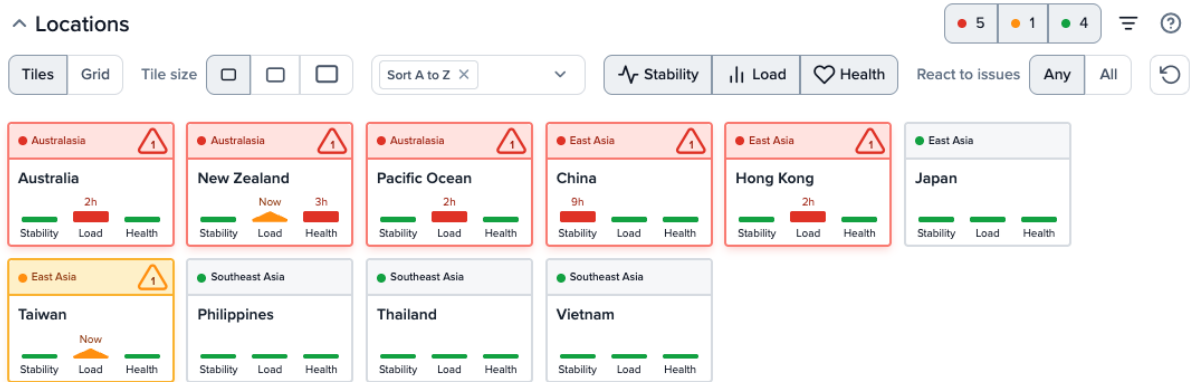 Locations
5 1 4
Tiles Grid Tile size Sort A to Z Stability Load Health React to issues Any All
Australasia 1
Australia
2h
Stability Load Health
Australasia 1
New Zealand
Now 3h
Stability Load Health
Australasia 1
Pacific Ocean
2h
Stability Load Health
East Asia 1
China
9h
Stability Load Health
East Asia 1
Hong Kong
2h
Stability Load Health
East Asia
Japan
Stability Load Health
East Asia 1
Taiwan
Now
Stability Load Health
Southeast Asia
Philippines
Stability Load Health
Southeast Asia
Thailand
Stability Load Health
Southeast Asia
Vietnam
Stability Load Health